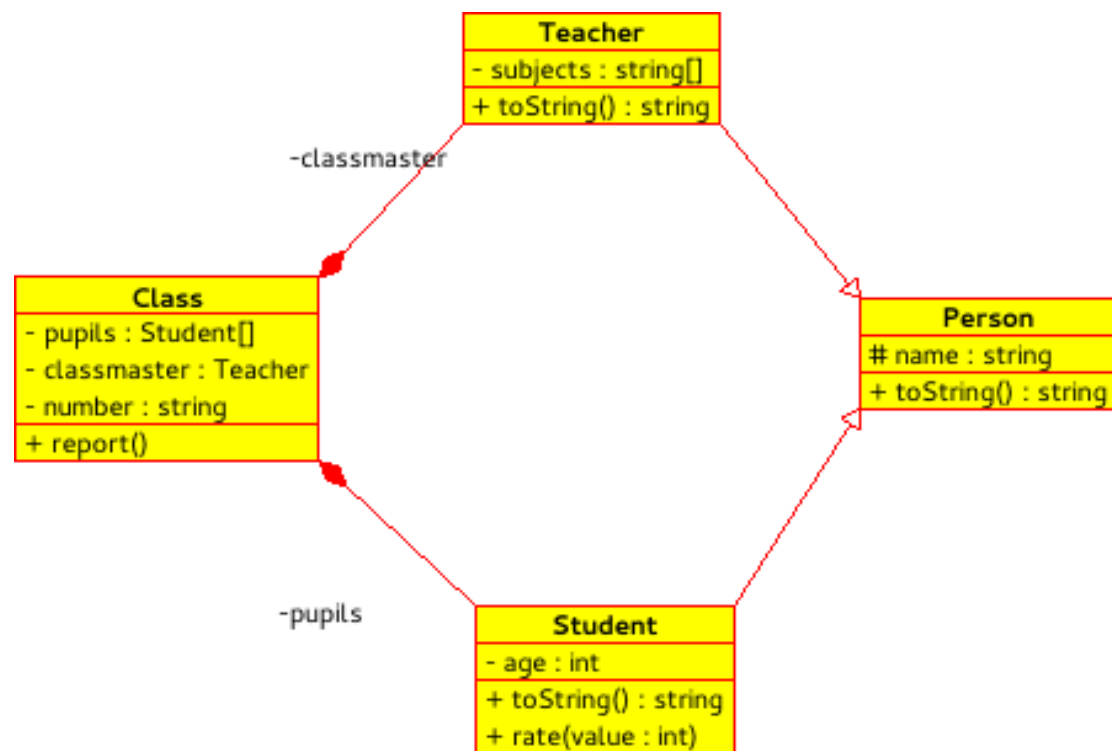 Teacher
- subjects : string[]
+ toString() : string
-classmaster
Class
- pupils : Student[]
- classmaster : Teacher
- number : string
+ report()
Person
# name : string
+ toString() : string
-pupils
Student
- age : int
+ toString() : string
+ rate(value : int)